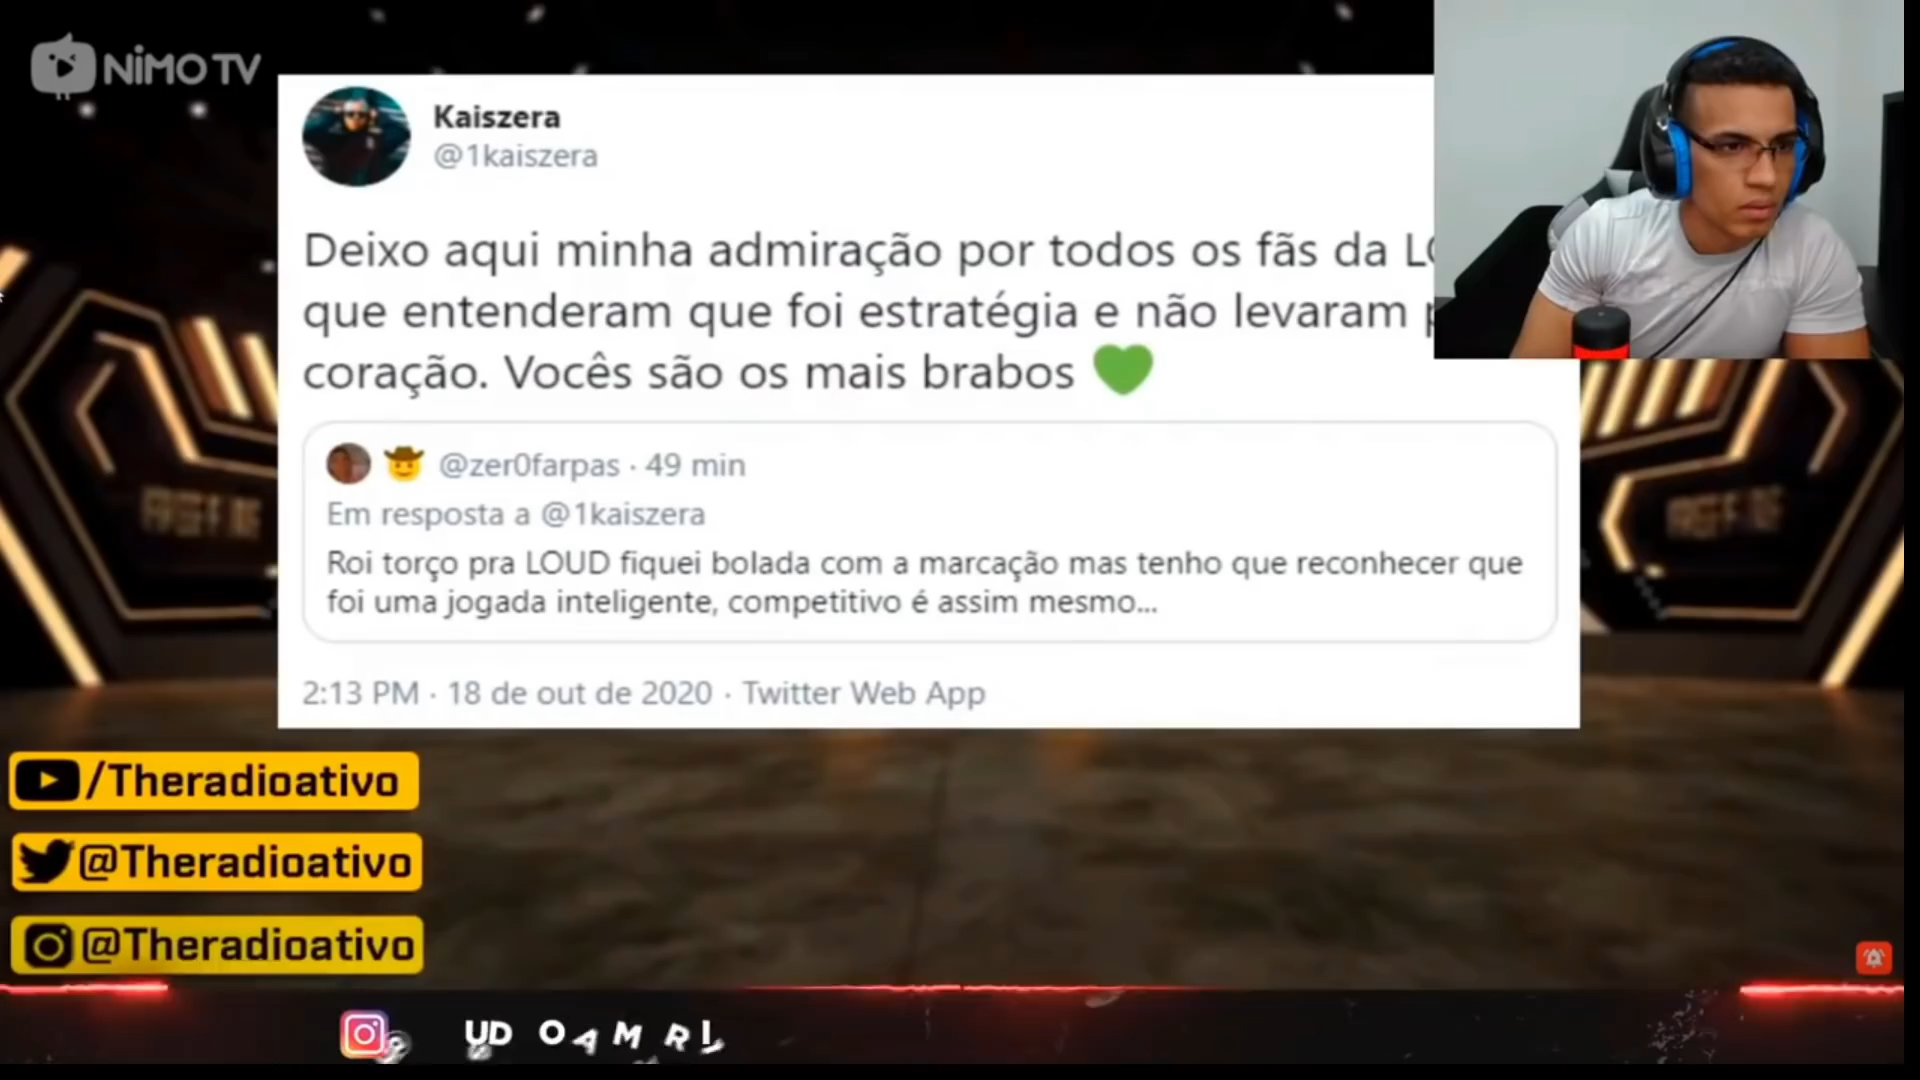 NIMO TV
Kaiszera
@1kaiszera
Deixo aqui minha admiração por todos os fãs da
que entenderam que foi estratégia e não levaram
coração. Vocês são os mais brabos
@zer0farpas · 49 min
Em resposta a @1kaiszera
Roi torço pra LOUD fiquei bolada com a marcação mas tenho que reconhecer que
foi uma jogada inteligente, competitivo é assim mesmo...
2:13 PM · 18 de out de 2020 · Twitter Web App
/Theradioativo
@Theradioativo
@Theradioativo